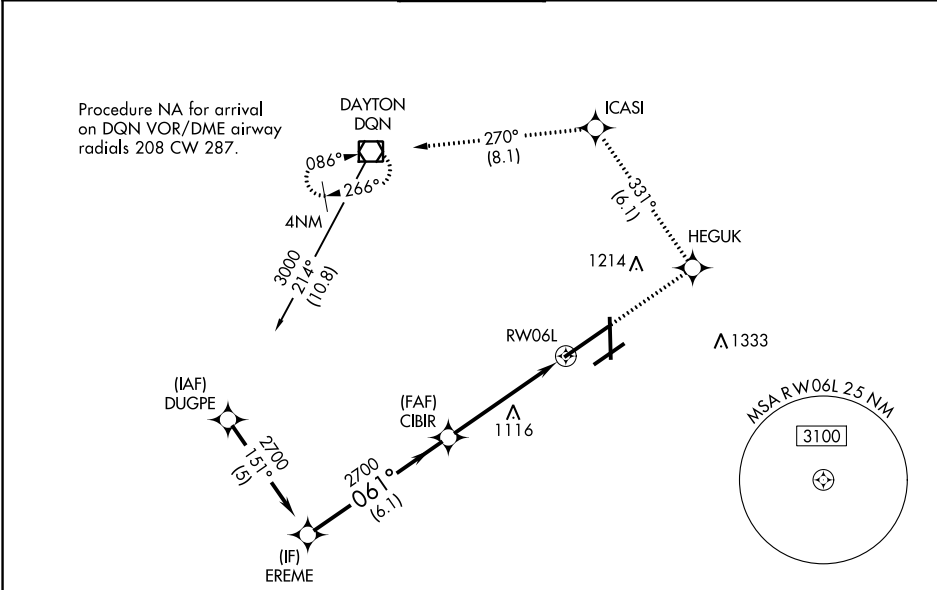 Procedure NA for arrival
on DQN VOR/DME airway
radials 208 CW 287.
DAYTON
DQN
ICASI
270°
(8.1)
086°
266°
4NM
331°
(6.1)
3000
214°
(10.8)
HEGUK
1214
RW06L
1333
(IAF)
DUGPE
(FAF)
CIBIR
1116
2700
151°
(5)
2700
061°
(6.1)
(IF)
EREME
MSA RW06L 25 NM
3100